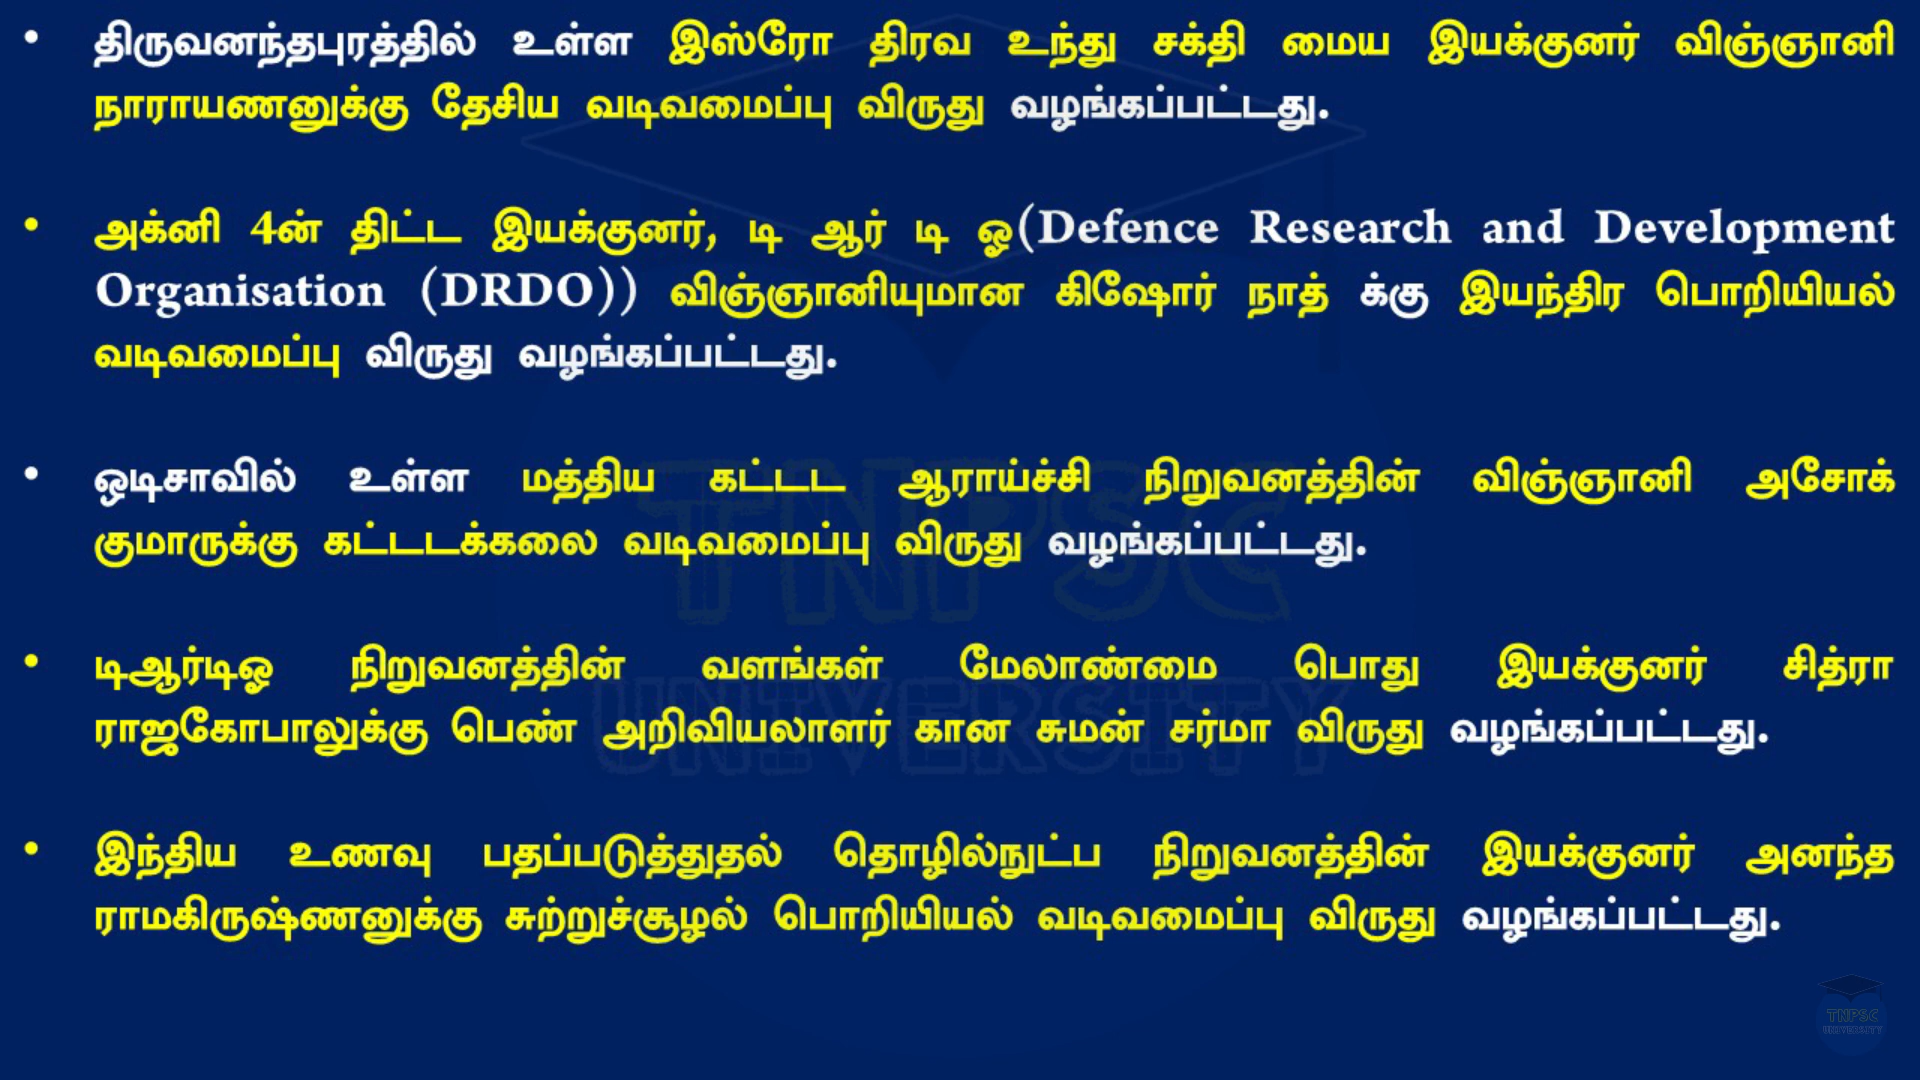 • திருவனந்தபுரத்தில் உள்ள இஸ்ரோ திரவ உந்து சக்தி மைய இயக்குனர் விஞ்ஞானி
நாராயணனுக்கு தேசிய வடிவமைப்பு விருது வழங்கப்பட்டது.
• அக்னி 4ன் திட்ட இயக்குனர், டி ஆர் டி ஓ(Defence Research and Development
Organisation (DRDO)) விஞ்ஞானியுமான கிஷோர் நாத் க்கு இயந்திர பொறியியல்
வடிவமைப்பு விருது வழங்கப்பட்டது.
• ஒடிசாவில் உள்ள மத்திய கட்டட ஆராய்ச்சி நிறுவனத்தின் விஞ்ஞானி அசோக்
குமாருக்கு கட்டடக்கலை வடிவமைப்பு விருது வழங்கப்பட்டது.
• டிஆர்டிஓ நிறுவனத்தின் வளங்கள் மேலாண்மை பொது இயக்குனர் சித்ரா
ராஜகோபாலுக்கு பெண் அறிவியலாளர் கான சுமன் சர்மா விருது வழங்கப்பட்டது.
• இந்திய உணவு பதப்படுத்துதல் தொழில்நுட்ப நிறுவனத்தின் இயக்குனர் அனந்த
ராமகிருஷ்ணனுக்கு சுற்றுச்சூழல் பொறியியல் வடிவமைப்பு விருது வழங்கப்பட்டது.
TNPSC
UNIVERSITY
TNPSC
UNIVERSITY